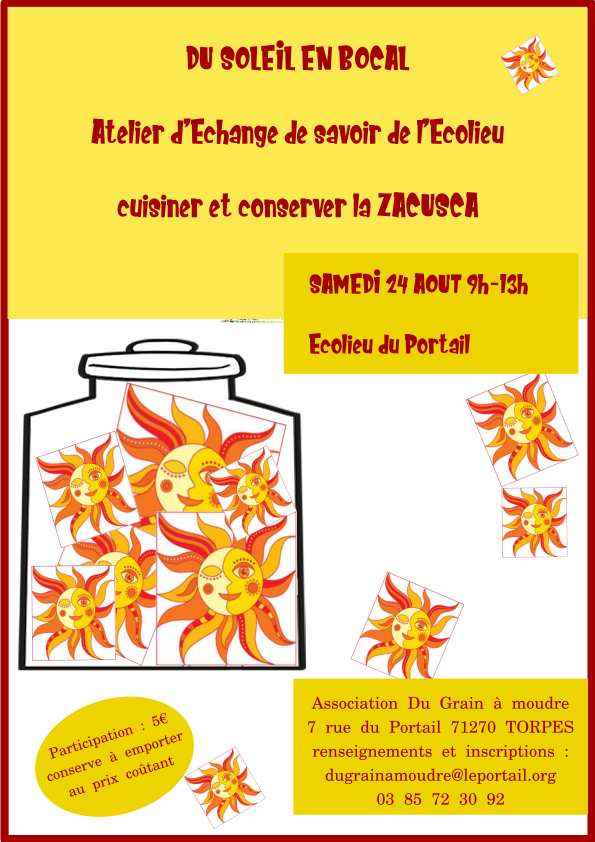 DU SOLEIL EN BOCAL
Atelier d'Echange de savoir de l'Ecolieu
cuisiner et conserver la ZACUSCA
SAMEDI 24 AOUT 9h-13h
Ecolieu du Portail
Participation : 5€
conserve à emporter
au prix coûtant
Association Du Grain à moudre
7 rue du Portail 71270 TORPES
renseignements et inscriptions :
dugrainamoudre@leportail.org
03 85 72 30 92